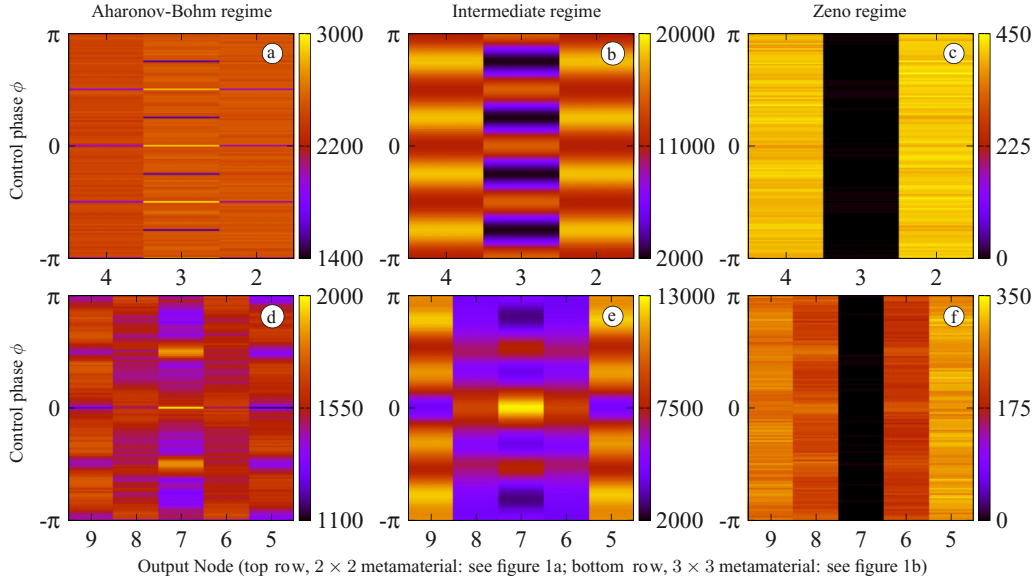 Aharonov-Bohm regime Intermediate regime Zeno regime
π a 3000 π b 20000 π c 450
Control phase ϕ 0 2200 0 11000 0 225
-π 1400 -π 2000 -π 0
4 3 2 4 3 2 4 3 2
π d 2000 π e 13000 π f 350
Control phase ϕ 0 1550 0 7500 0 175
-π 1100 -π 2000 -π 0
9 8 7 6 5 9 8 7 6 5 9 8 7 6 5
Output Node (top row, 2 × 2 metamaterial: see figure 1a; bottom row, 3 × 3 metamaterial: see figure 1b)